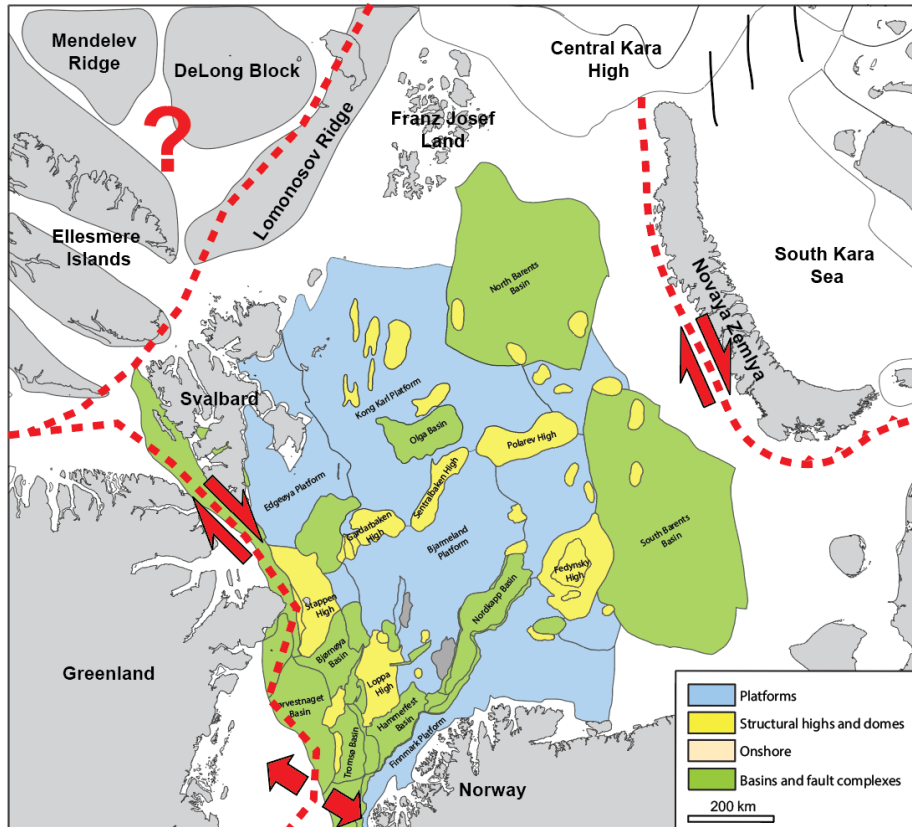 Mendelev
Ridge
DeLong Block
Central Kara
High
?
Lomonosov Ridge
Franz Josef
Land
Ellesmere
Islands
South Kara
Sea
North Barents
Basin
Novaya Zemlya
Svalbard
Kong Karl Platform
Olga Basin
Polarev High
Sentralbaken High
Edgeøya Platform
Gardarbaken
High
Bjarmeland
Platform
South Barents
Basin
Fedynsky
High
Nordkapp Basin
Stappen
High
Bjørnøya
Basin
Greenland
Loppa
High
ørvestnaget
Basin
Hammerfest
Basin
Tromsø Basin
Finnmark Platform
Norway
Platforms
Structural highs and domes
Onshore
Basins and fault complexes
200 km